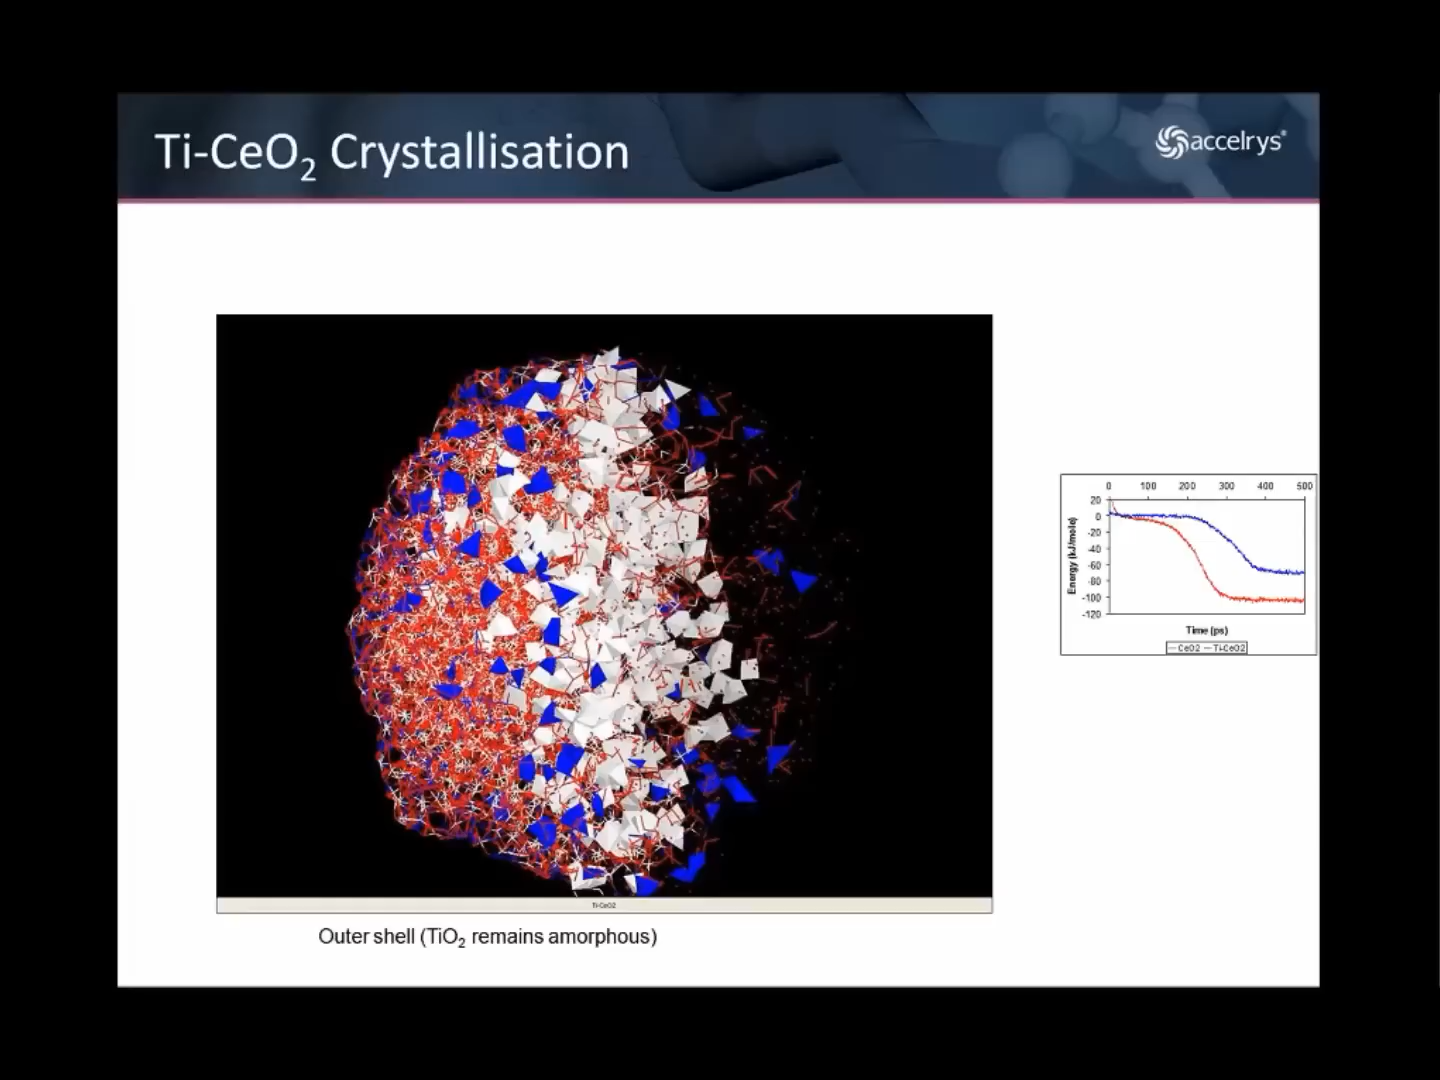 Ti-CeO₂ Crystallisation
accelrys®
0 100 200 300 400 500
20
0
-20
-40
-60
-80
-100
-120
Energy (kJ/mole)
Time (ps)
CeO2 Ti-CeO2
Ti-CeO2
Outer shell (TiO₂ remains amorphous)